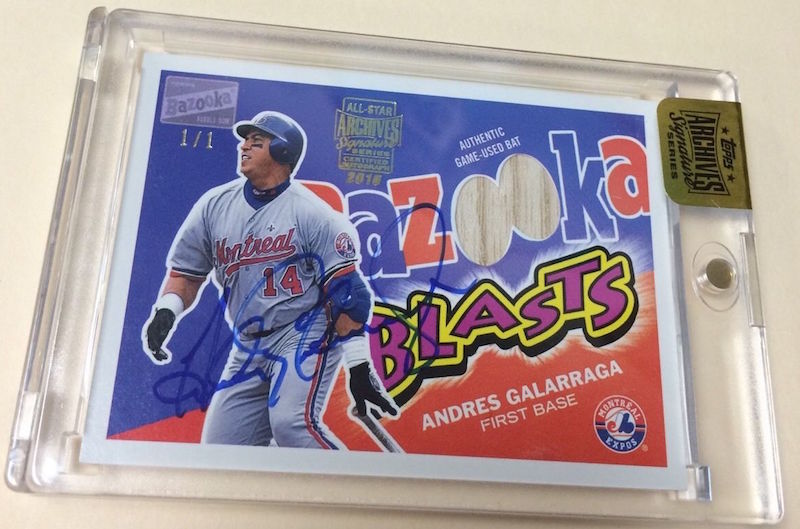 Bazooka
BUBBLE GUM
1/1
ALL-STAR
ARCHIVES
Signature
SERIES
CERTIFIED
AUTOGRAPH
2016
AUTHENTIC
GAME-USED BAT
Bazooka
BLASTS
Montreal
14
ANDRES GALARRAGA
FIRST BASE
MONTREAL
EXPOS
®
Topps
ARCHIVES
Signature
SERIES